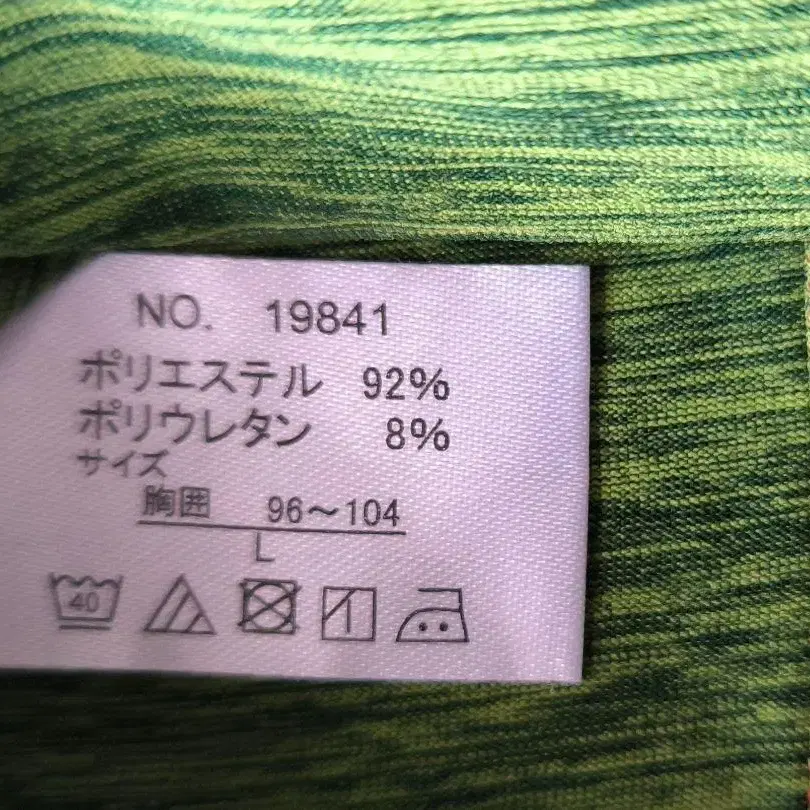 NO. 19841
ポリエステル 92%
ポリウレタン 8%
サイズ
胸囲 96～104
L
40